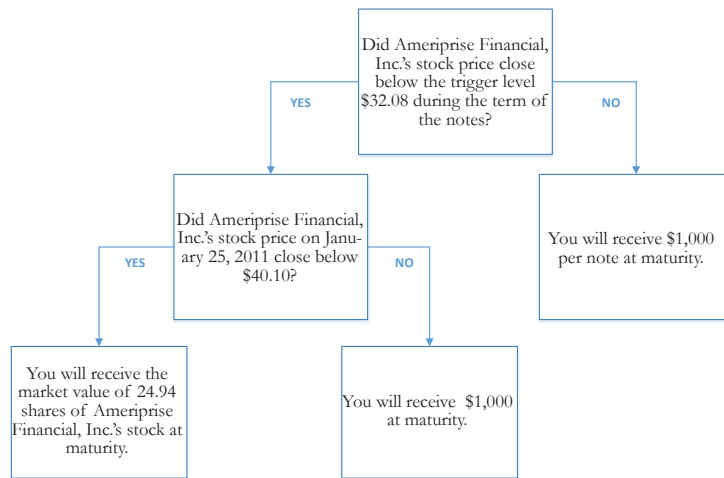 Did Ameriprise Financial,
Inc.'s stock price close
below the trigger level
$32.08 during the term of
the notes?
YES
NO
Did Ameriprise Financial,
Inc.'s stock price on Janu-
ary 25, 2011 close below
$40.10?
You will receive $1,000
per note at maturity.
YES
NO
You will receive the
market value of 24.94
shares of Ameriprise
Financial, Inc.'s stock at
maturity.
You will receive $1,000
at maturity.